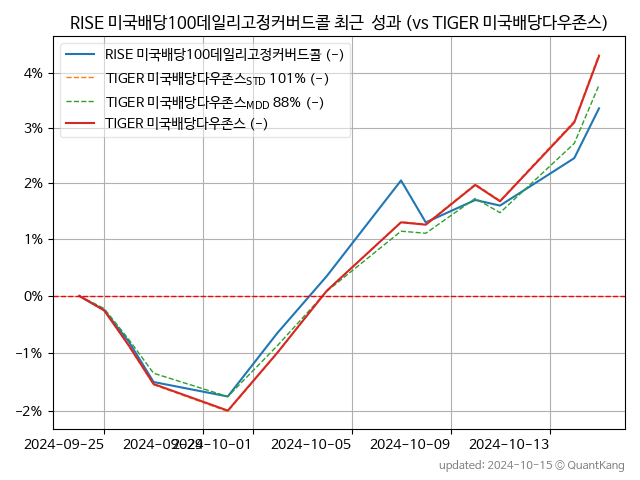 RISE 미국배당100데일리고정커버드콜 최근 성과 (vs TIGER 미국배당다우존스)
RISE 미국배당100데일리고정커버드콜 (-)
TIGER 미국배당다우존스STD 101% (-)
TIGER 미국배당다우존스MDD 88% (-)
TIGER 미국배당다우존스 (-)
4%
3%
2%
1%
0%
-1%
-2%
2024-09-25 2024-09-29 2024-10-01 2024-10-05 2024-10-09 2024-10-13
updated: 2024-10-15 © QuantKang